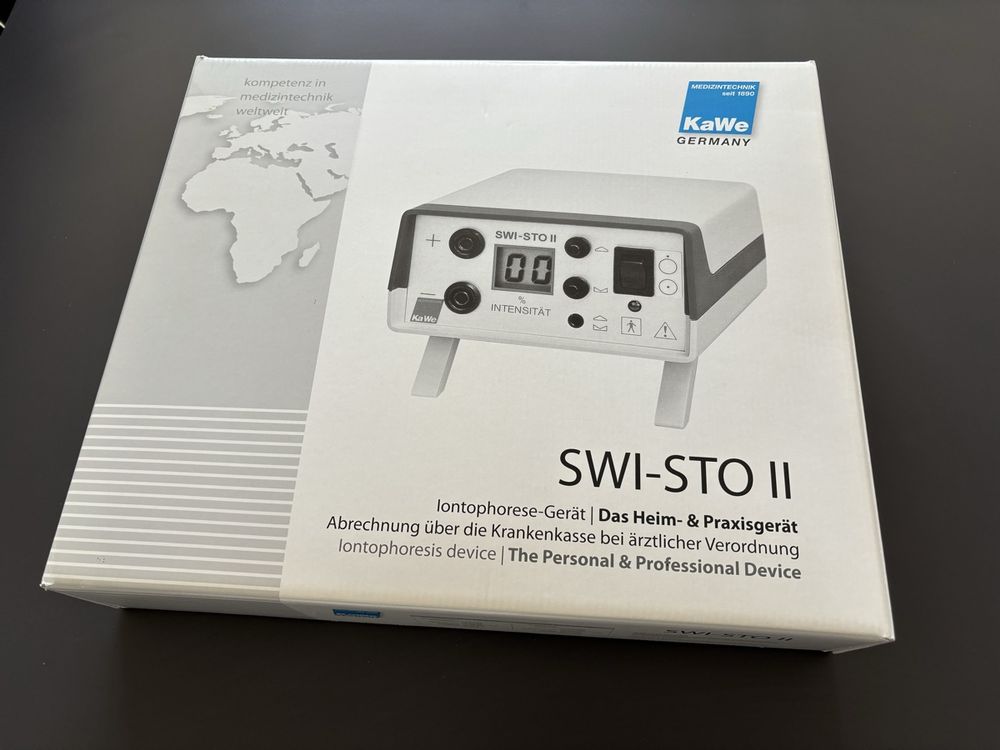 kompetenz in
medizintechnik
weltweit
MEDIZINTECHNIK
seit 1890
KaWe
GERMANY
SWI-STO II
+
00
%
INTENSITÄT
KaWe
SWI-STO II
Iontophorese-Gerät | Das Heim- & Praxisgerät
Abrechnung über die Krankenkasse bei ärztlicher Verordnung
Iontophoresis device | The Personal & Professional Device
SWI-STO II